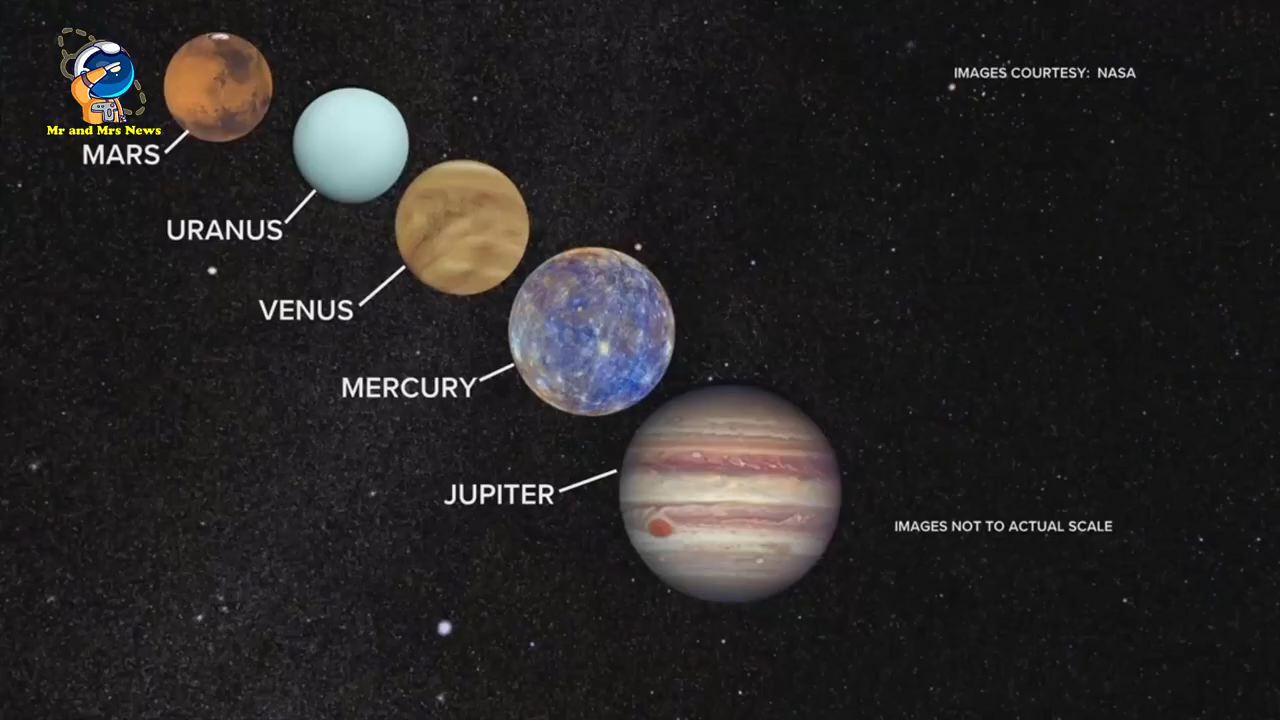 IMAGES COURTESY: NASA
Mr and Mrs News
MARS
URANUS
VENUS
MERCURY
JUPITER
IMAGES NOT TO ACTUAL SCALE